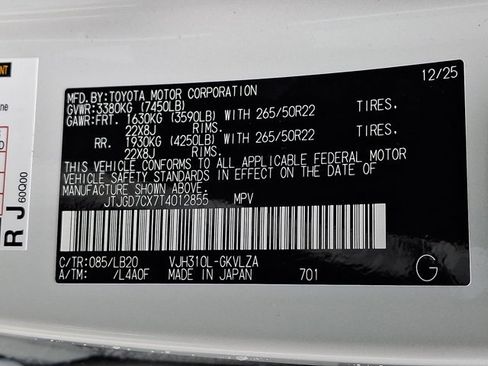 12/25
MFD.BY:TOYOTA MOTOR CORPORATION
GVWR:3380KG (7450LB)
GAWR:FRT. 1630KG (3590LB) WITH 265/50R22 TIRES,
22X8J RIMS.
RR. 1930KG (4250LB) WITH 265/50R22 TIRES,
22X8J RIMS.
THIS VEHICLE CONFORMS TO ALL APPLICABLE FEDERAL MOTOR
VEHICLE SAFETY STANDARDS IN EFFECT ON THE DATE OF
MANUFACTURE SHOWN ABOVE.
JTJGD7CX7T4012855 MPV
C/TR:085/LB20 VJH310L-GKVLZA
A/TM: /L4A0F. MADE IN JAPAN 701 G
RJ
60Q00